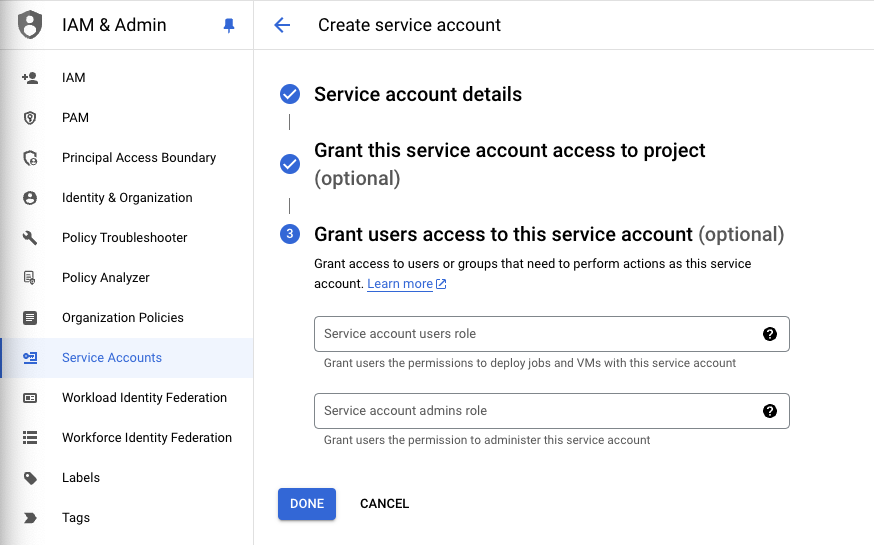 IAM & Admin
Create service account
IAM
PAM
Principal Access Boundary
Identity & Organization
Policy Troubleshooter
Policy Analyzer
Organization Policies
Service Accounts
Workload Identity Federation
Workforce Identity Federation
Labels
Tags
Service account details
Grant this service account access to project
(optional)
3
Grant users access to this service account (optional)
Grant access to users or groups that need to perform actions as this service
account. Learn more
Service account users role
?
Grant users the permissions to deploy jobs and VMs with this service account
Service account admins role
?
Grant users the permission to administer this service account
DONE CANCEL